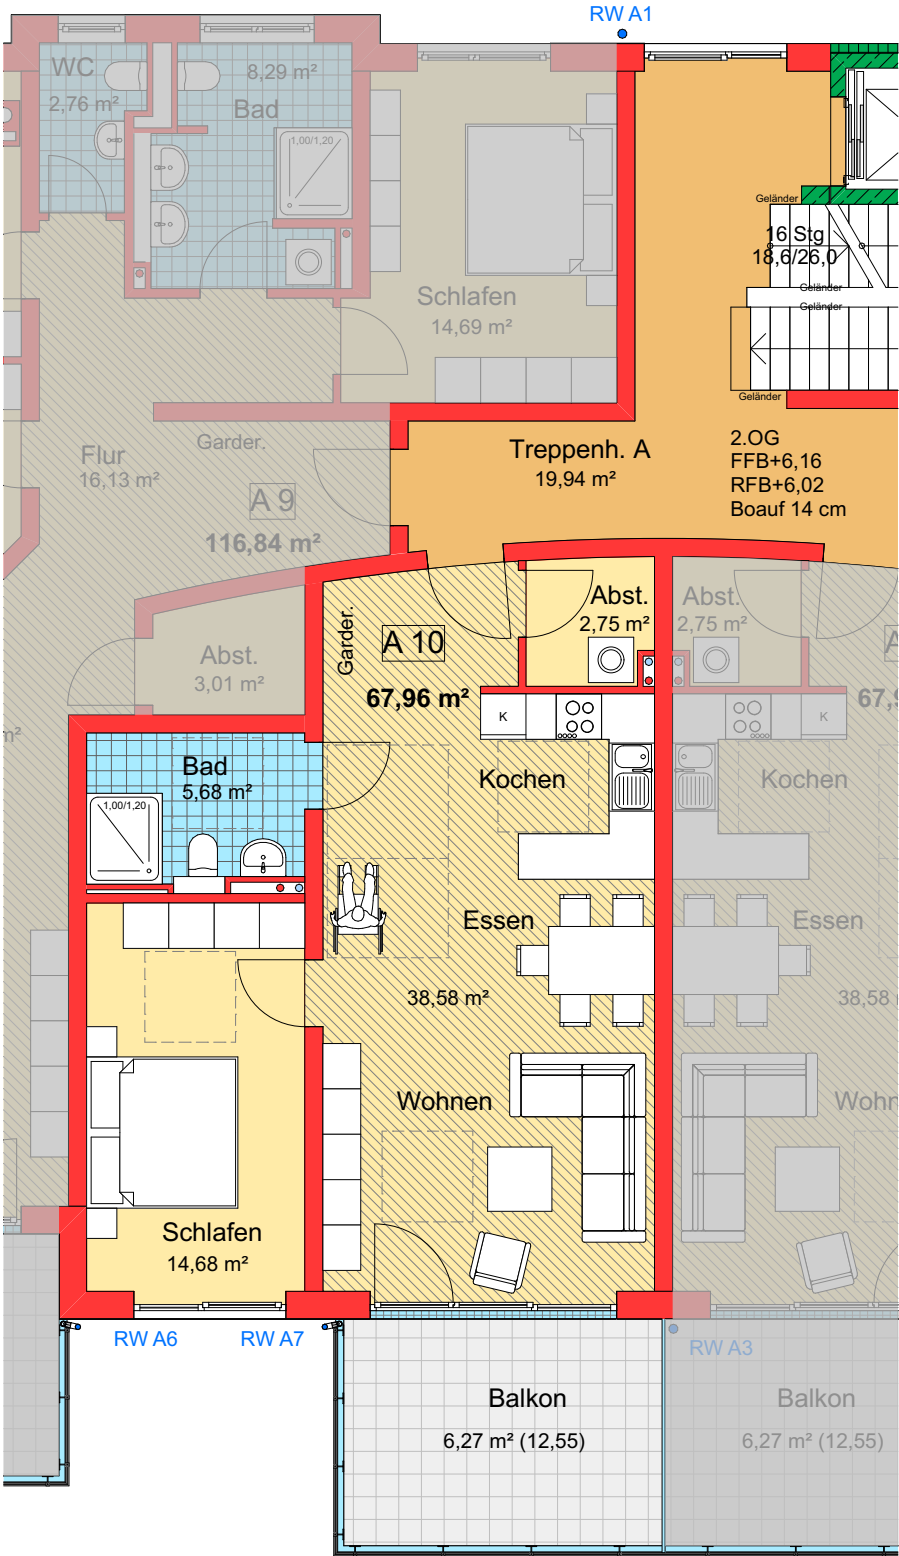 RW A1
WC
2,76 m²
8,29 m²
Bad
1,00/1,20
Schlafen
14,69 m²
Geländer
16 Stg
18,6/26,0
Geländer
Geländer
Geländer
Flur
16,13 m²
Garder.
A 9
116,84 m²
Treppenh. A
19,94 m²
2.OG
FFB+6,16
RFB+6,02
Boauf 14 cm
Abst.
3,01 m²
Garder.
A 10
67,96 m²
Abst.
2,75 m²
Abst.
2,75 m²
A
67,9
m²
K
K
Bad
5,68 m²
1,00/1,20
Kochen
Kochen
Essen
Essen
38,58 m²
38,58
Wohnen
Wohn
Schlafen
14,68 m²
RW A6
RW A7
RW A3
Balkon
6,27 m² (12,55)
Balkon
6,27 m² (12,55)